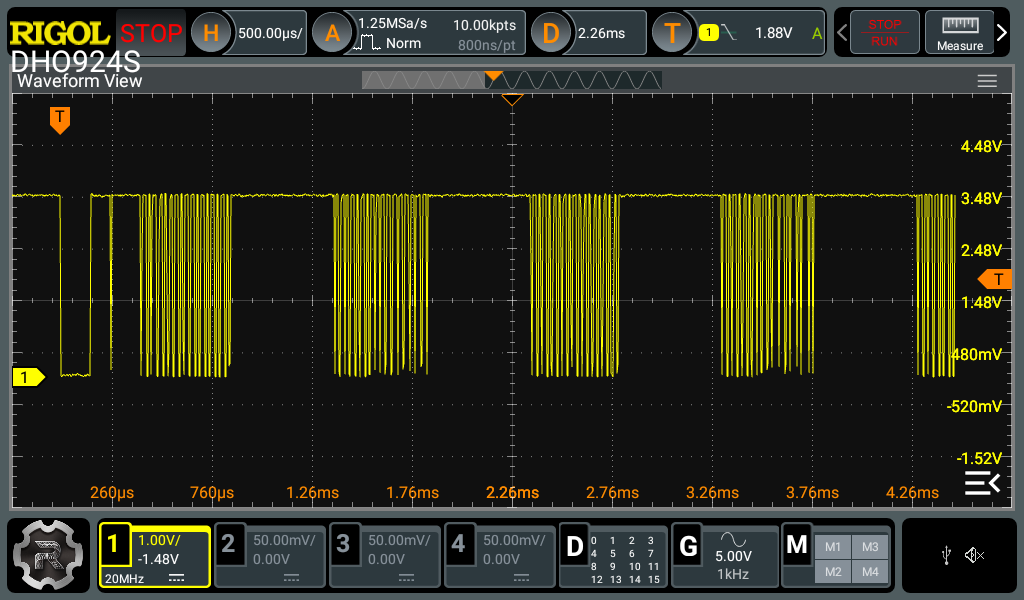 RIGOL STOP H 500.00µs/ A 1.25MSa/s 10.00kpts D 2.26ms T 1 1.88V A STOP
Norm 800ns/pt RUN Measure
DHO924S
Waveform View
T
4.48V
3.48V
2.48V
T
1.48V
480mV
1
-520mV
-1.52V
260µs 760µs 1.26ms 1.76ms 2.26ms 2.76ms 3.26ms 3.76ms 4.26ms
1 1.00V/ 2 50.00mV/ 3 50.00mV/ 4 50.00mV/ D 0 1 2 3 G M M1 M3
-1.48V 0.00V 0.00V 0.00V 4 5 6 7 5.00V
20MHz 8 9 10 11 1kHz M2 M4
12 13 14 15
R